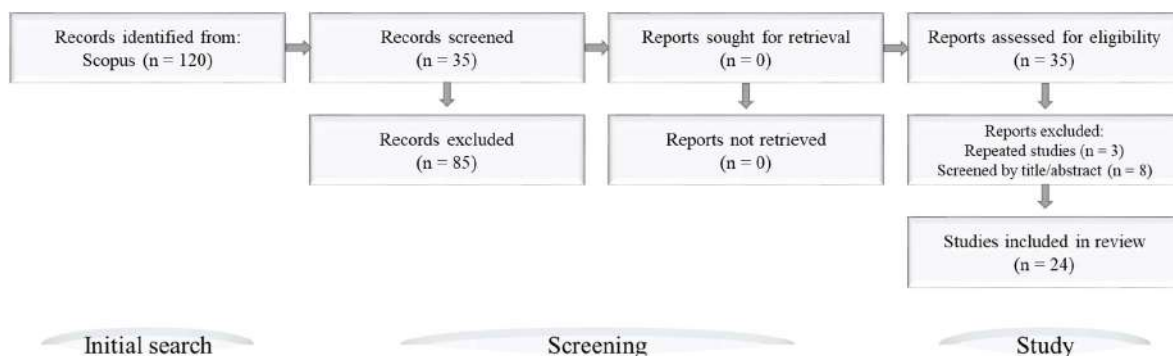 Records identified from:
Scopus (n = 120)
Records screened
(n = 35)
Reports sought for retrieval
(n = 0)
Reports assessed for eligibility
(n = 35)
Records excluded
(n = 85)
Reports not retrieved
(n = 0)
Reports excluded:
Repeated studies (n = 3)
Screened by title/abstract (n = 8)
Studies included in review
(n = 24)
Initial search
Screening
Study